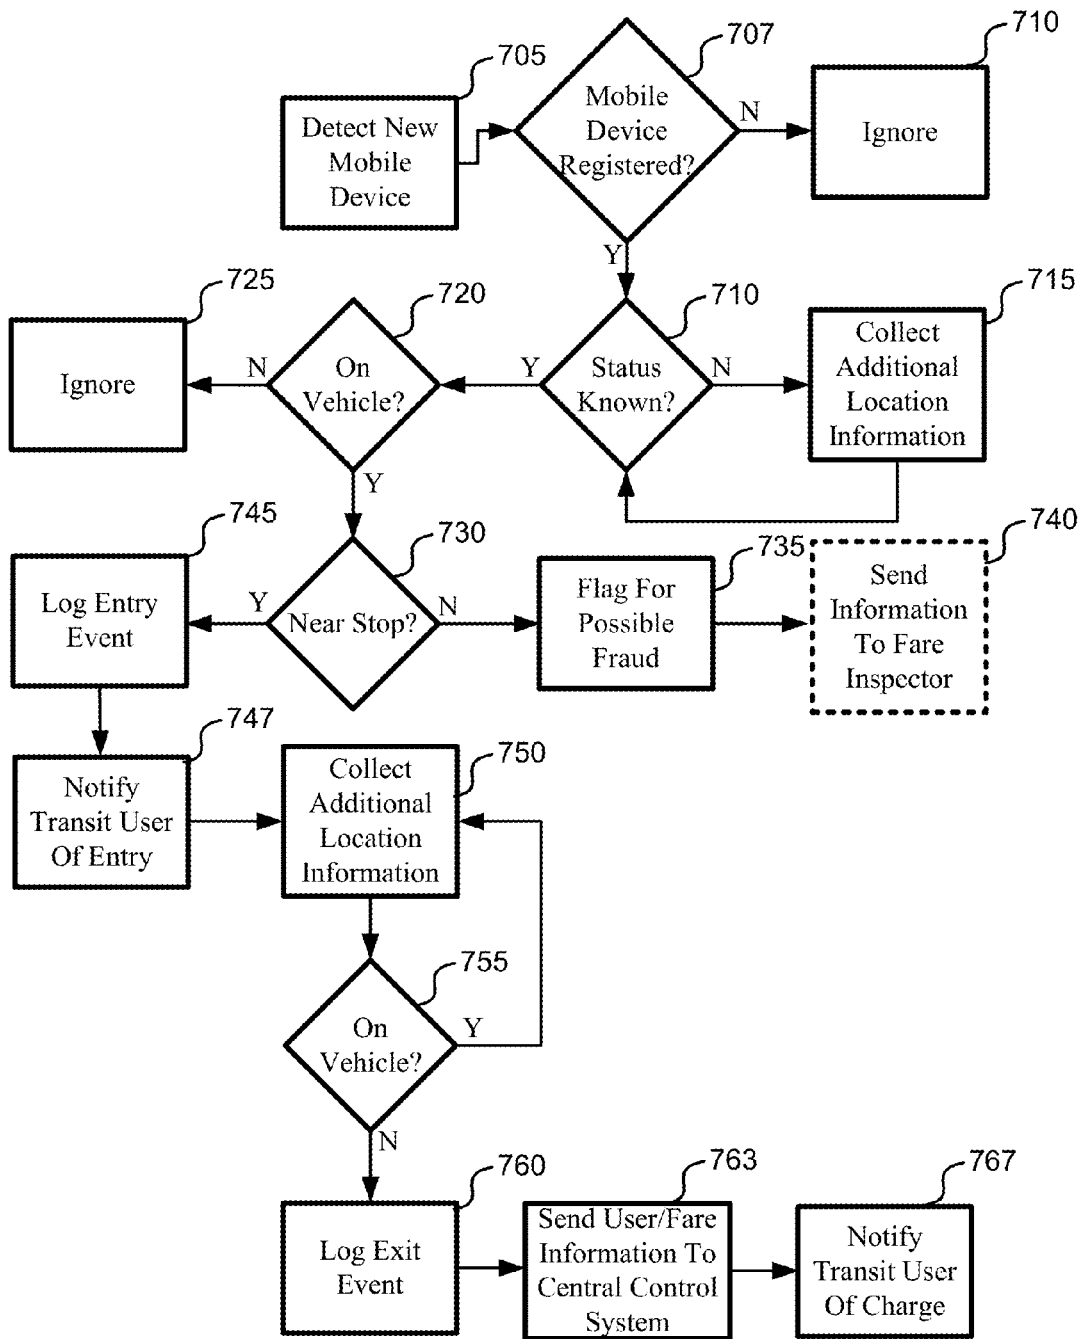 705
Detect New
Mobile
Device
707
Mobile
Device
Registered?
N
Y
710
Ignore
725
Ignore
720
On
Vehicle?
N
Y
710
Status
Known?
Y
N
715
Collect
Additional
Location
Information
745
Log Entry
Event
730
Near Stop?
Y
N
735
Flag For
Possible
Fraud
740
Send
Information
To Fare
Inspector
747
Notify
Transit User
Of Entry
750
Collect
Additional
Location
Information
755
On
Vehicle?
Y
N
760
Log Exit
Event
763
Send User/Fare
Information To
Central Control
System
767
Notify
Transit User
Of Charge